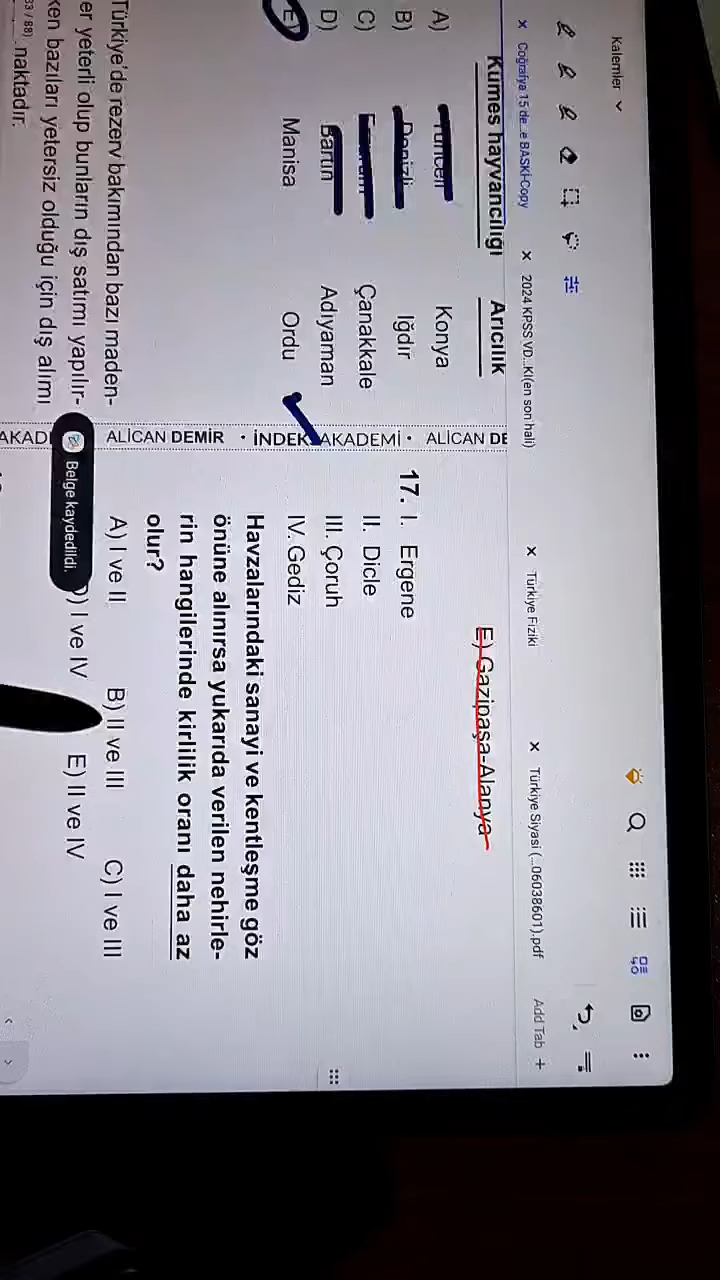 Kalemler
Coğrafya 15 de...e BASKI-Copy
2024 KPSS VD...Kİ(en son hali)
Türkiye Fiziki
Türkiye Siyasi (...06038601).pdf
Add Tab +
Kümes hayvancılığı Arıcılık
A) Tunceli Konya
B) Denizli Iğdır
C) Erzurum Çanakkale
D) Bartın Adıyaman
E) Manisa Ordu
Türkiye'de rezerv bakımından bazı maden-
er yeterli olup bunların dış satımı yapılır-
ken bazıları yetersiz olduğu için dış alımı
naktadır.
ALİCAN DEMİR • İNDEKS AKADEMİ • ALİCAN DE
AKAD
Belge kaydedildi.
E) Gazipaşa-Alanya
17. I. Ergene
II. Dicle
III. Çoruh
IV. Gediz
Havzalarındaki sanayi ve kentleşme göz
önüne alınırsa yukarıda verilen nehirle-
rin hangilerinde kirlilik oranı daha az
olur?
A) I ve II B) II ve III C) I ve III
D) I ve IV E) II ve IV